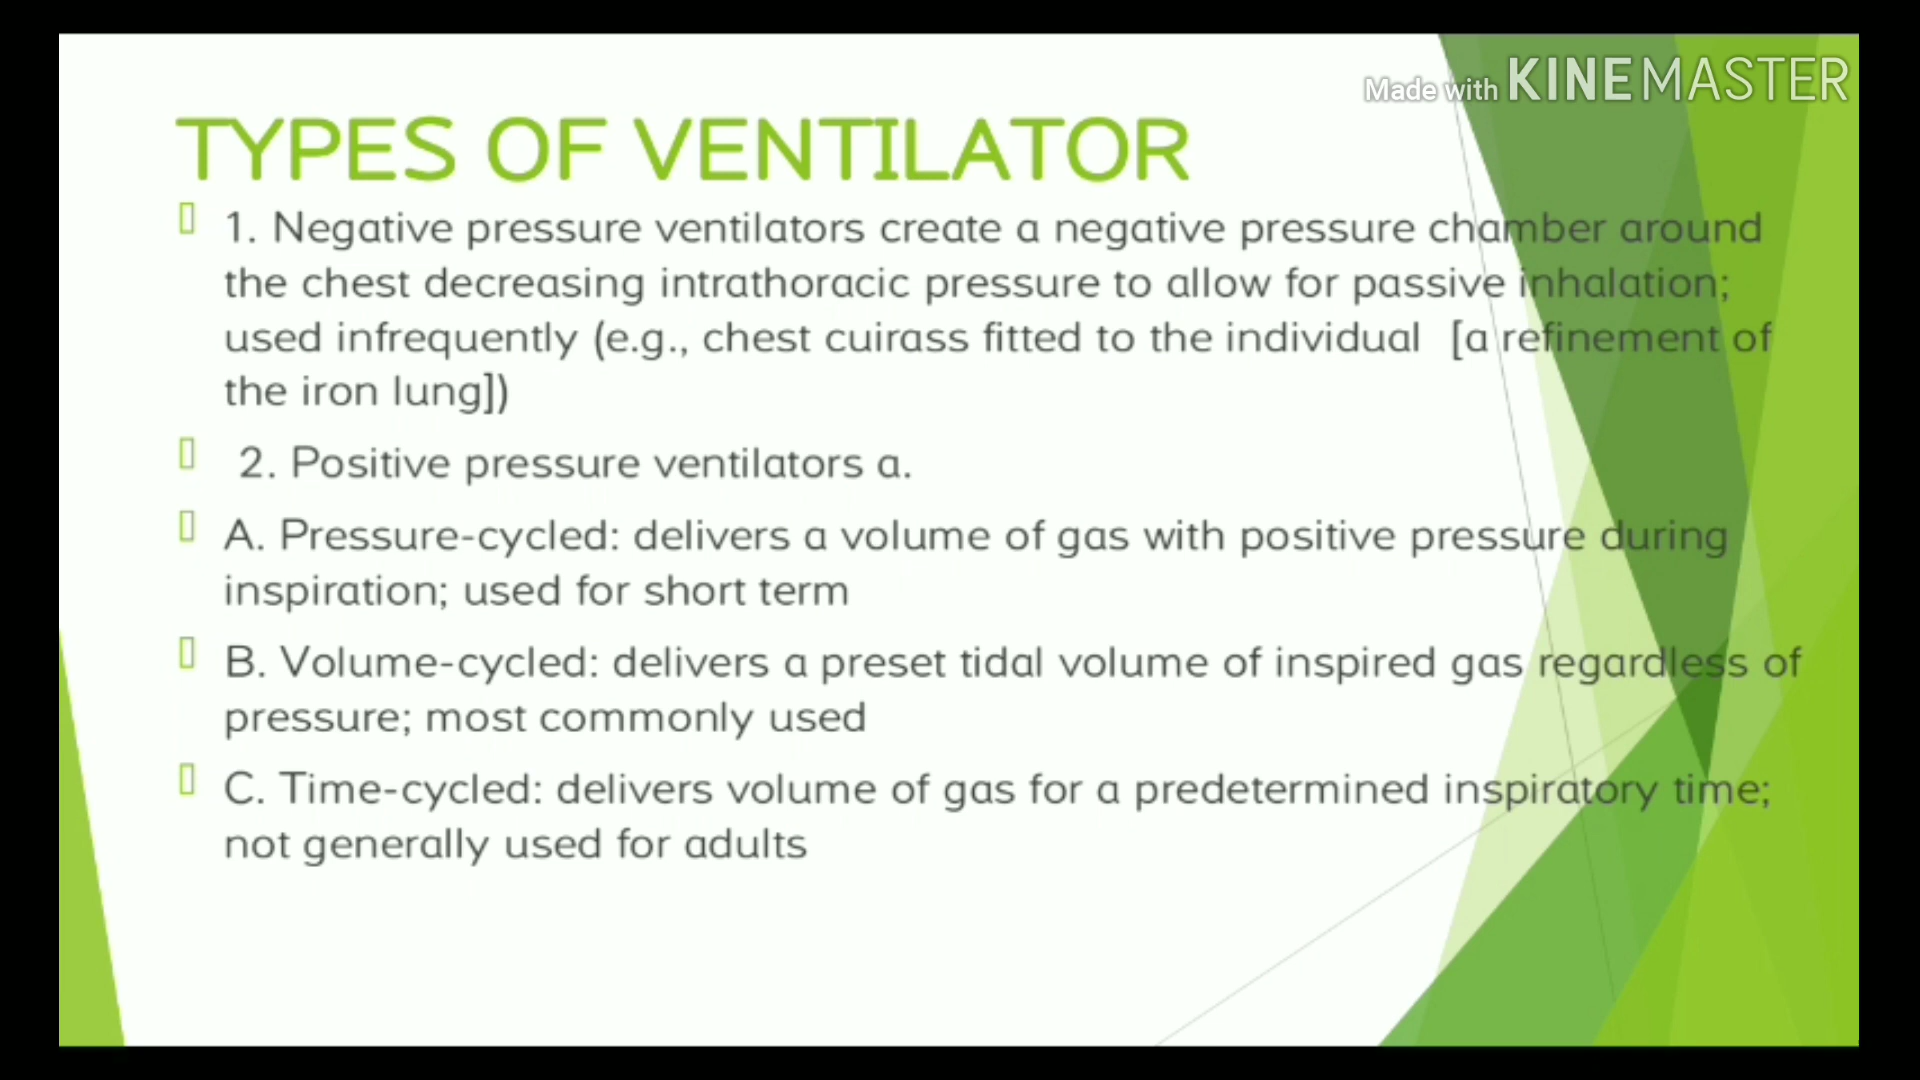 Made with KINEMASTER
TYPES OF VENTILATOR
1. Negative pressure ventilators create a negative pressure chamber around
the chest decreasing intrathoracic pressure to allow for passive inhalation;
used infrequently (e.g., chest cuirass fitted to the individual [a refinement of
the iron lung])
2. Positive pressure ventilators a.
A. Pressure-cycled: delivers a volume of gas with positive pressure during
inspiration; used for short term
B. Volume-cycled: delivers a preset tidal volume of inspired gas regardless of
pressure; most commonly used
C. Time-cycled: delivers volume of gas for a predetermined inspiratory time;
not generally used for adults